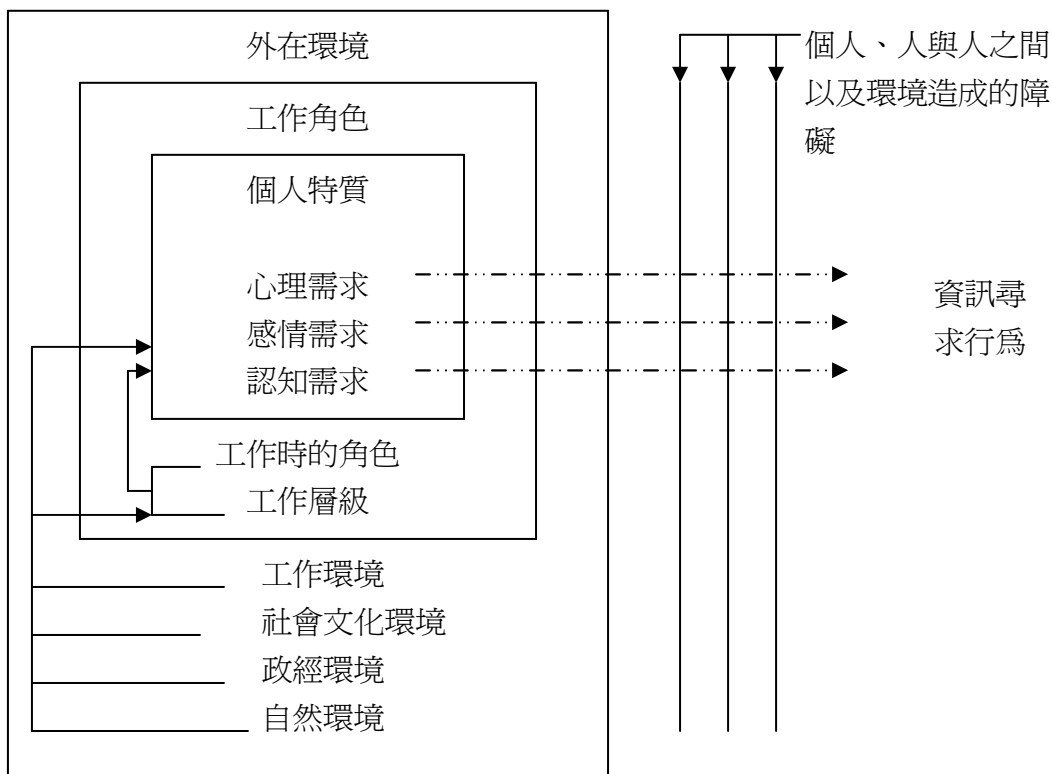 外在環境
個人、人與人之間
以及環境造成的障
礙
工作角色
個人特質
心理需求
感情需求
認知需求
資訊尋
求行為
工作時的角色
工作層級
工作環境
社會文化環境
政經環境
自然環境